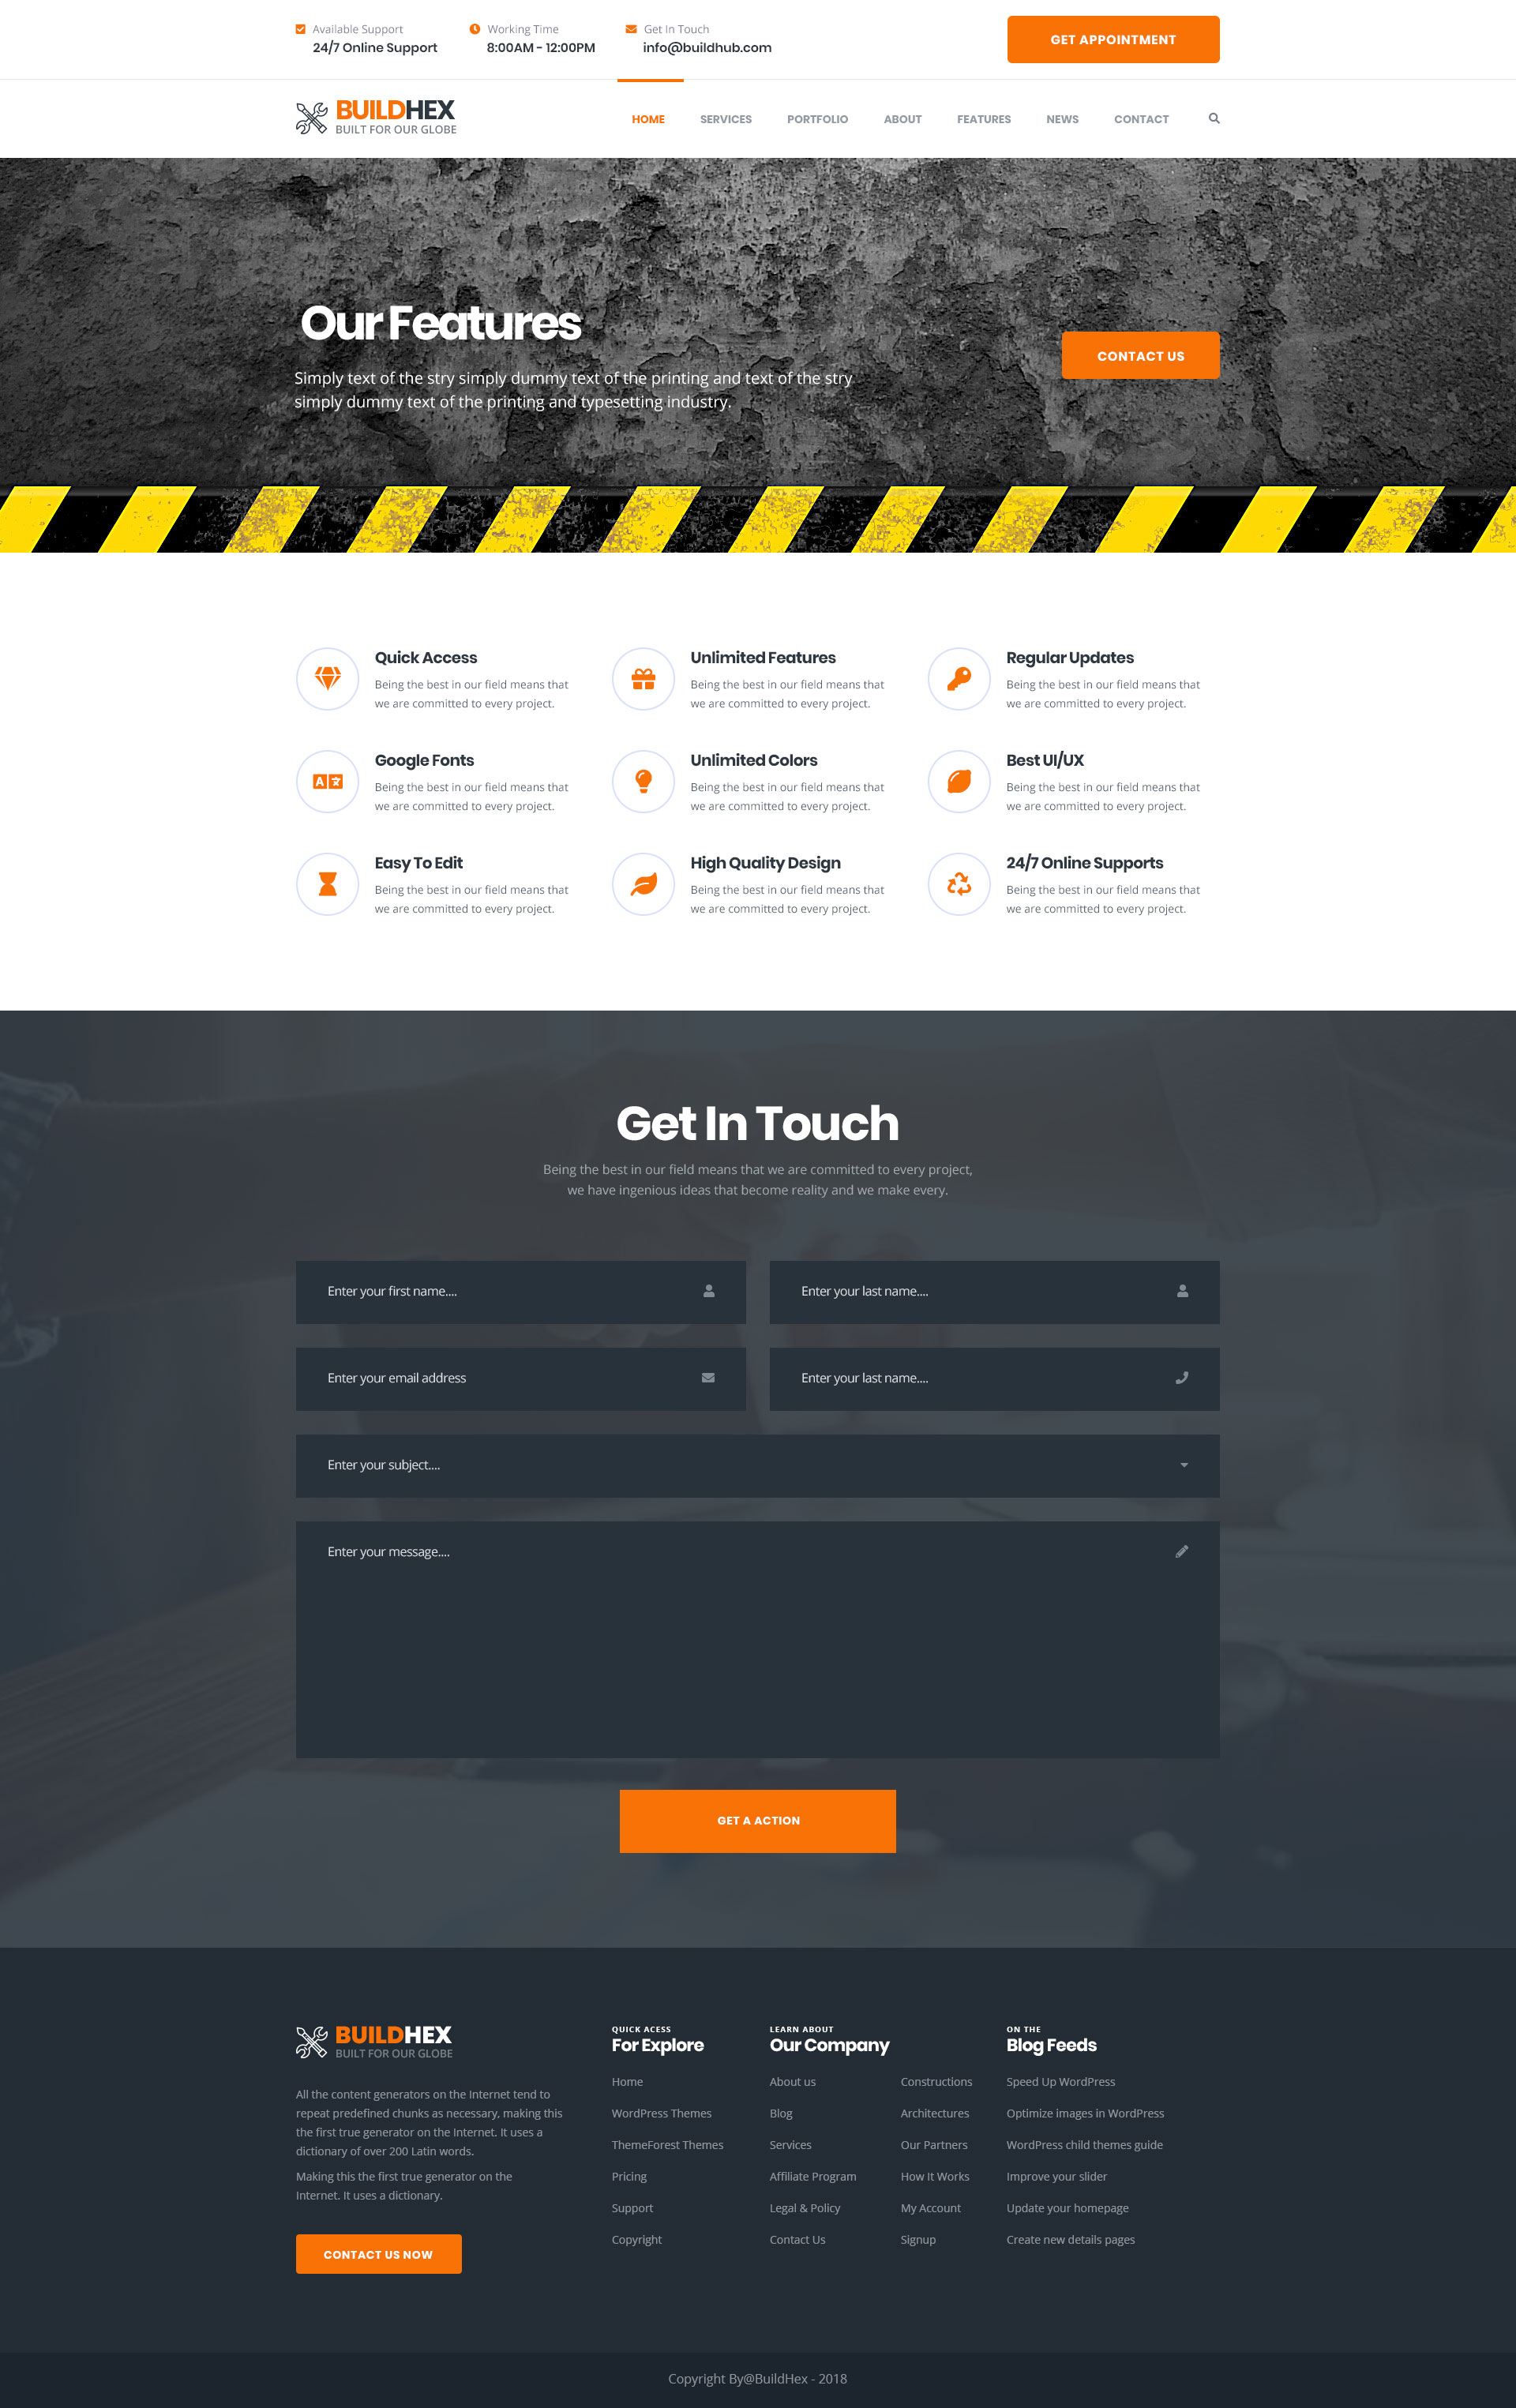 Available Support
24/7 Online Support
Working Time
8:00AM - 12:00PM
Get In Touch
info@buildhub.com
GET APPOINTMENT
BUILDHEX
BUILT FOR OUR GLOBE
HOME SERVICES PORTFOLIO ABOUT FEATURES NEWS CONTACT
Our Features
Simply text of the stry simply dummy text of the printing and text of the stry
simply dummy text of the printing and typesetting industry.
CONTACT US
Quick Access
Being the best in our field means that
we are committed to every project.
Unlimited Features
Being the best in our field means that
we are committed to every project.
Regular Updates
Being the best in our field means that
we are committed to every project.
A
Google Fonts
Being the best in our field means that
we are committed to every project.
Unlimited Colors
Being the best in our field means that
we are committed to every project.
Best UI/UX
Being the best in our field means that
we are committed to every project.
Easy To Edit
Being the best in our field means that
we are committed to every project.
High Quality Design
Being the best in our field means that
we are committed to every project.
24/7 Online Supports
Being the best in our field means that
we are committed to every project.
Get In Touch
Being the best in our field means that we are committed to every project,
we have ingenious ideas that become reality and we make every.
Enter your first name....
Enter your last name....
Enter your email address
Enter your last name....
Enter your subject....
Enter your message....
GET A ACTION
BUILDHEX
BUILT FOR OUR GLOBE
All the content generators on the Internet tend to
repeat predefined chunks as necessary, making this
the first true generator on the Internet. It uses a
dictionary of over 200 Latin words.
Making this the first true generator on the
Internet. It uses a dictionary.
CONTACT US NOW
QUICK ACESS
For Explore
Home
WordPress Themes
ThemeForest Themes
Pricing
Support
Copyright
LEARN ABOUT
Our Company
About us
Blog
Services
Affiliate Program
Legal & Policy
Contact Us
Constructions
Architectures
Our Partners
How It Works
My Account
Signup
ON THE
Blog Feeds
Speed Up WordPress
Optimize images in WordPress
WordPress child themes guide
Improve your slider
Update your homepage
Create new details pages
Copyright By@BuildHex - 2018